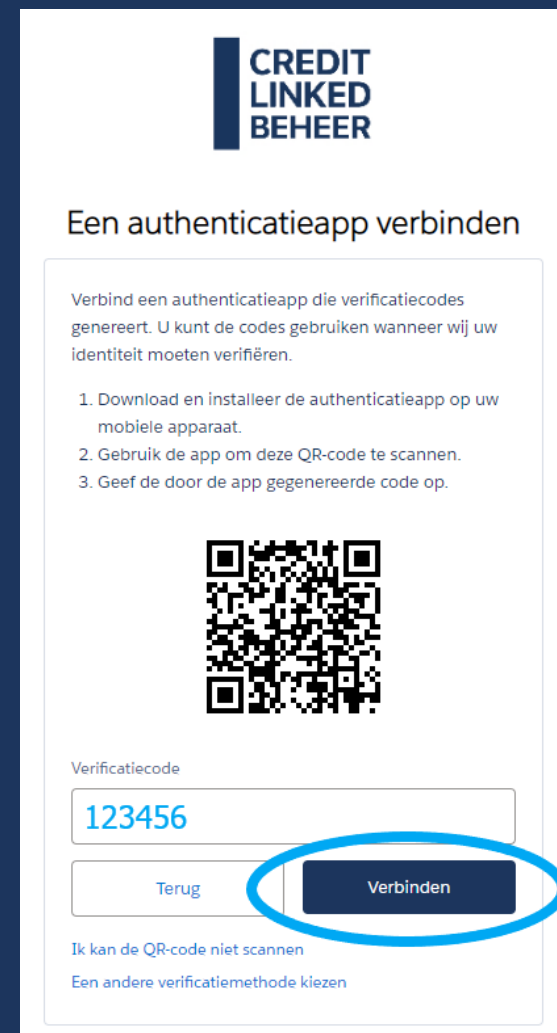 CREDIT
LINKED
BEHEER
Een authenticatieapp verbinden
Verbind een authenticatieapp die verificatiecodes
genereert. U kunt de codes gebruiken wanneer wij uw
identiteit moeten verifiëren.
1. Download en installeer de authenticatieapp op uw
mobiele apparaat.
2. Gebruik de app om deze QR-code te scannen.
3. Geef de door de app gegenereerde code op.
Verificatiecode
123456
Terug
Verbinden
Ik kan de QR-code niet scannen
Een andere verificatiemethode kiezen